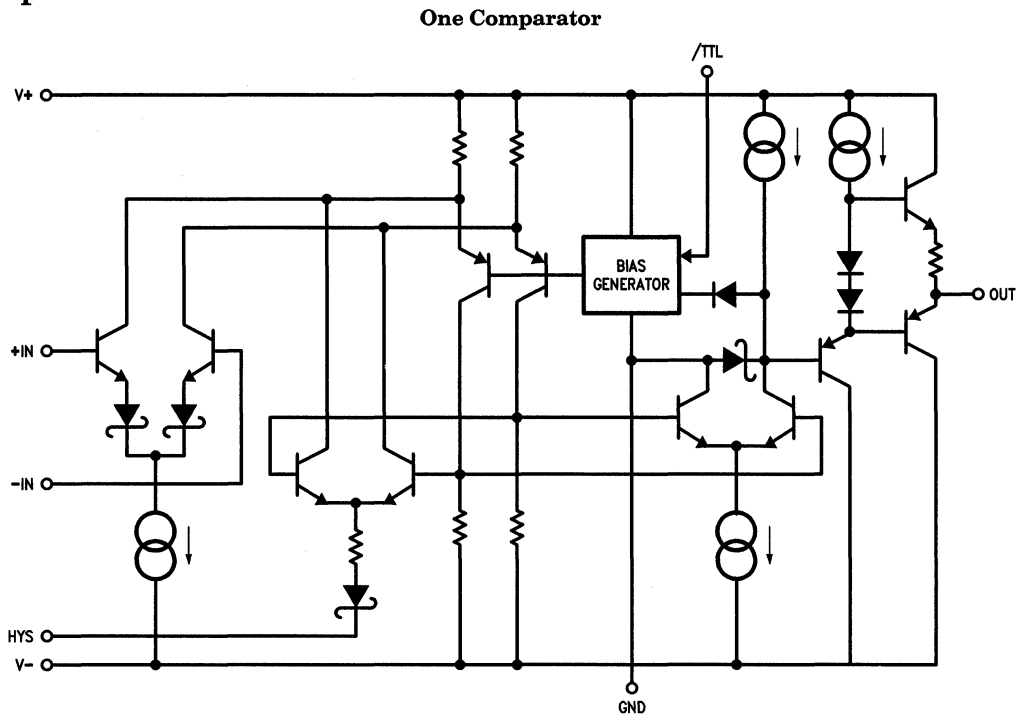 One Comparator
/TTL
V+
BIAS
GENERATOR
OUT
+IN
-IN
HYS
V-
GND